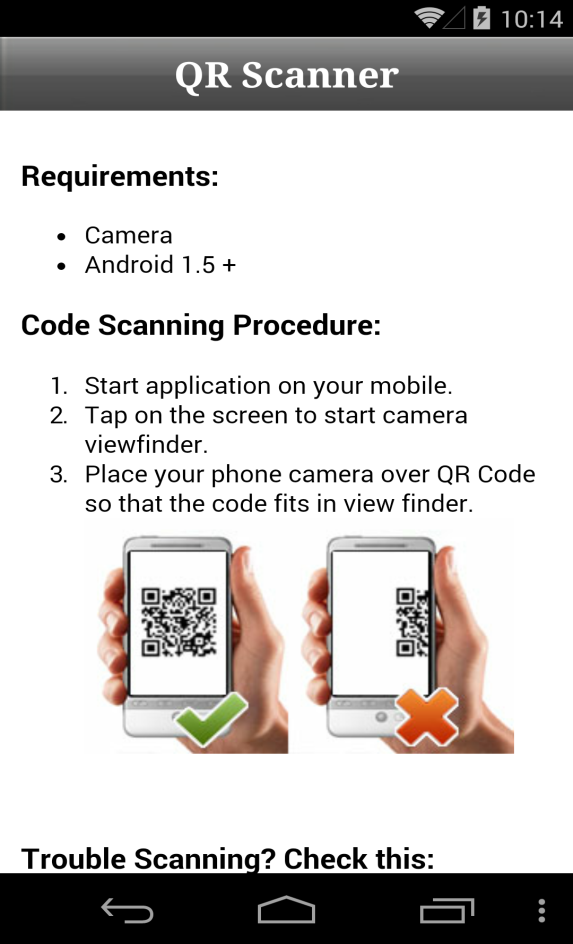 10:14
QR Scanner
Requirements:
• Camera
• Android 1.5 +
Code Scanning Procedure:
1. Start application on your mobile.
2. Tap on the screen to start camera
viewfinder.
3. Place your phone camera over QR Code
so that the code fits in view finder.
Trouble Scanning? Check this: